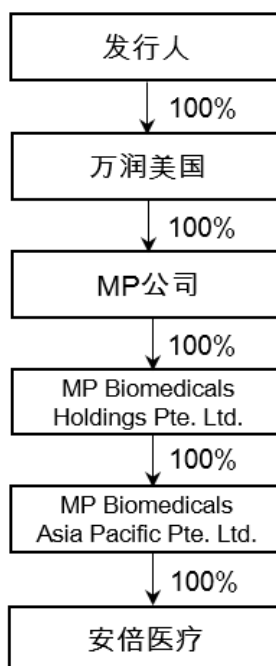 发行人
100%
万润美国
100%
MP公司
100%
MP Biomedicals
Holdings Pte. Ltd.
100%
MP Biomedicals
Asia Pacific Pte. Ltd.
100%
安倍医疗